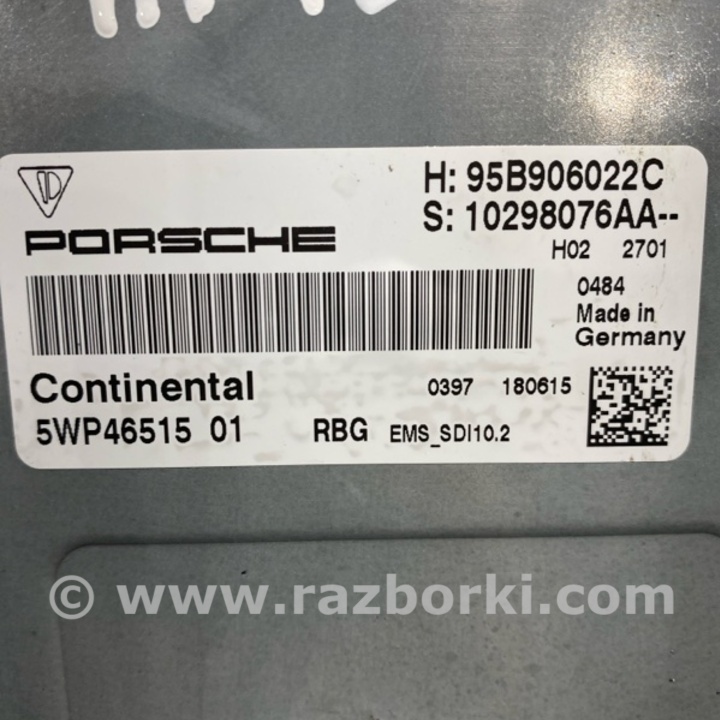 H: 95B906022C
PORSCHE
S: 10298076AA--
H02 2701
0484
Made in
Germany
Continental
0397 180615
5WP46515 01 RBG EMS_SDI10.2
© www.razborki.com